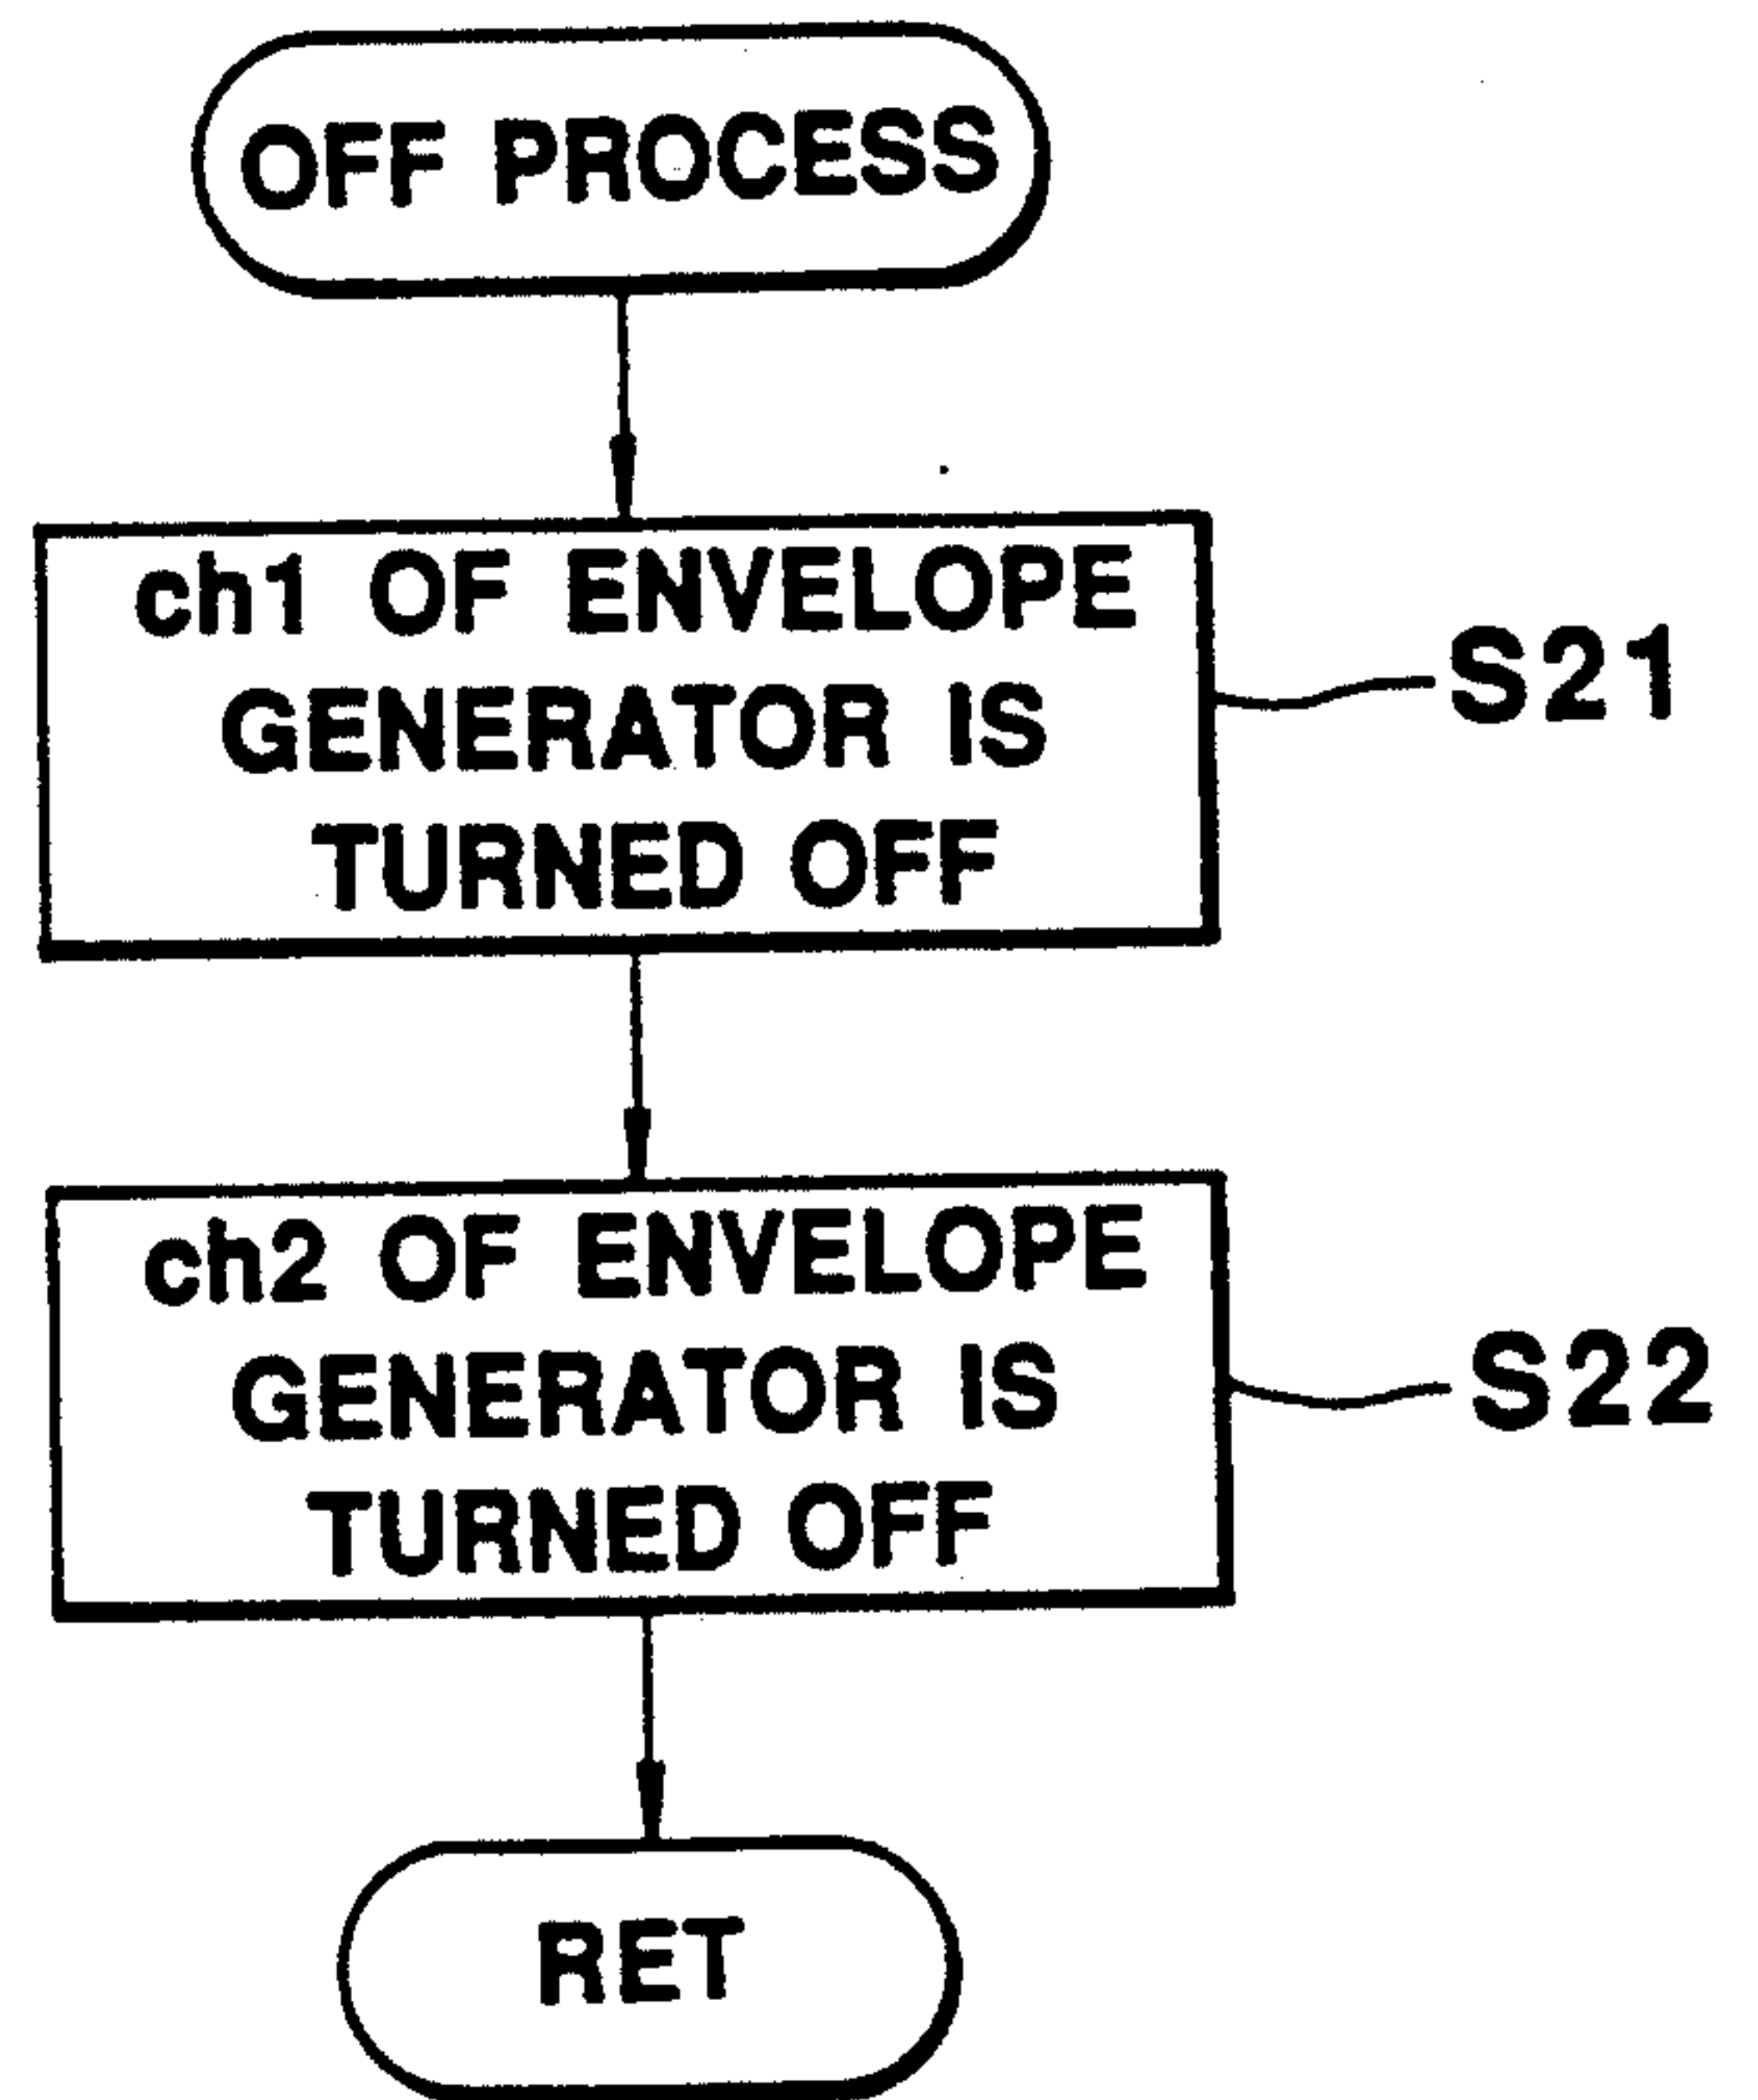 OFF PROCESS
ch1 OF ENVELOPE
GENERATOR IS
TURNED OFF
S21
ch2 OF ENVELOPE
GENERATOR IS
TURNED OFF
S22
RET